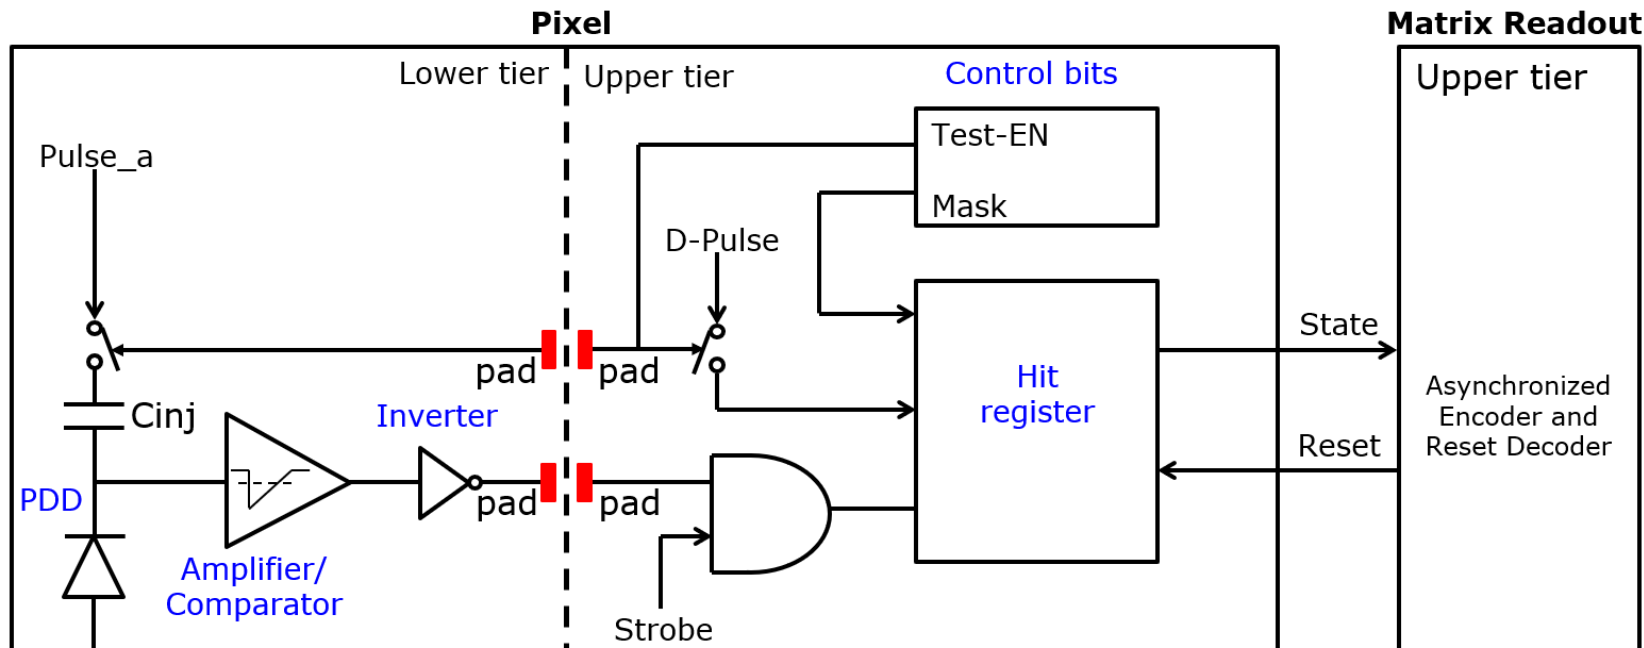 Pixel
Matrix Readout
Lower tier
Upper tier
Control bits
Upper tier
Test-EN
Pulse_a
Mask
D-Pulse
State
pad
pad
Hit
register
Asynchronized
Encoder and
Reset Decoder
Cinj
Inverter
Reset
PDD
pad
pad
Amplifier/
Comparator
Strobe